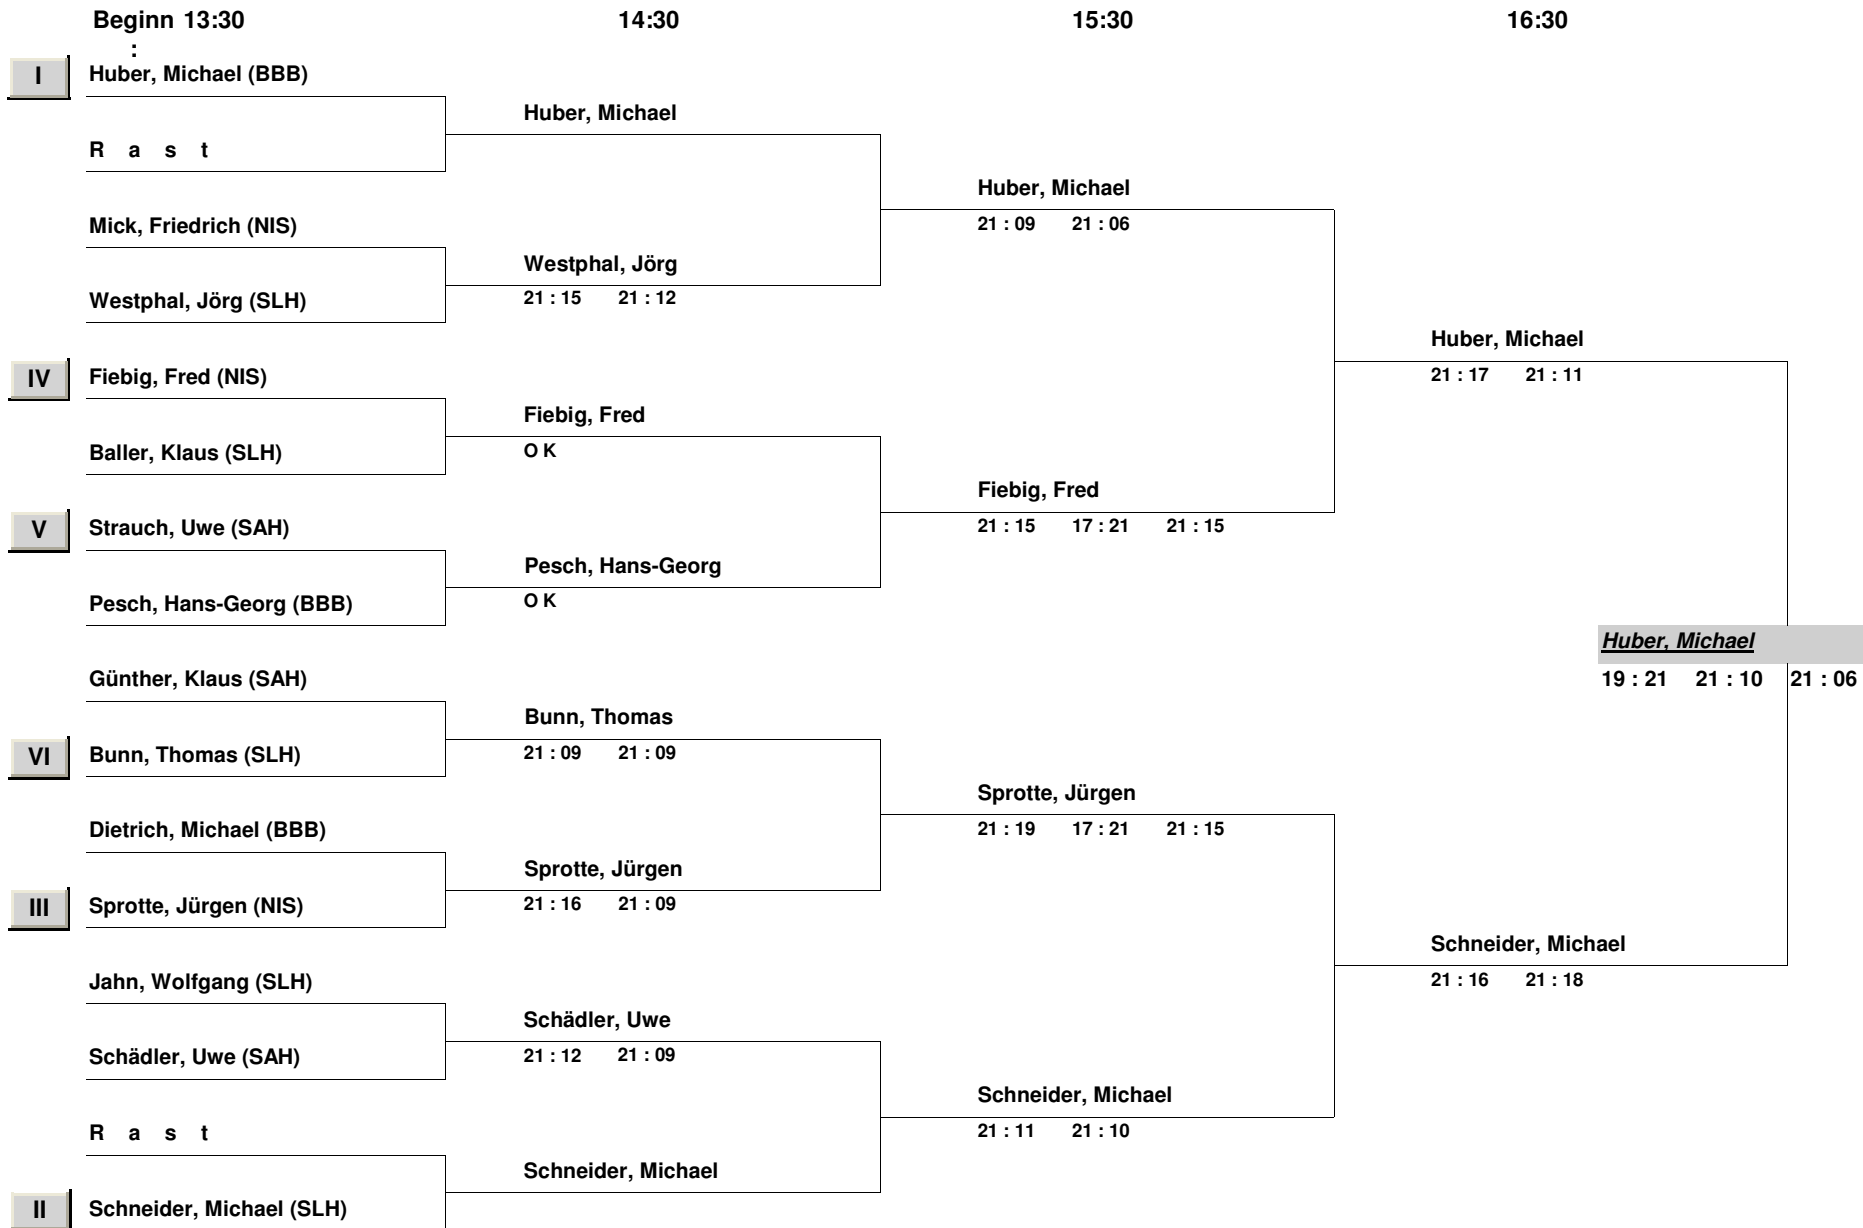 Beginn 13:30 14:30 15:30 16:30
:
I Huber, Michael (BBB)
Huber, Michael
R a s t
Huber, Michael
Mick, Friedrich (NIS) 21 : 09 21 : 06
Westphal, Jörg
Westphal, Jörg (SLH) 21 : 15 21 : 12
Huber, Michael
IV Fiebig, Fred (NIS) 21 : 17 21 : 11
Fiebig, Fred
Baller, Klaus (SLH) O K
Fiebig, Fred
V Strauch, Uwe (SAH) 21 : 15 17 : 21 21 : 15
Pesch, Hans-Georg
Pesch, Hans-Georg (BBB) O K
Huber, Michael
Günther, Klaus (SAH) 19 : 21 21 : 10 21 : 06
Bunn, Thomas
VI Bunn, Thomas (SLH) 21 : 09 21 : 09
Sprotte, Jürgen
Dietrich, Michael (BBB) 21 : 19 17 : 21 21 : 15
Sprotte, Jürgen
III Sprotte, Jürgen (NIS) 21 : 16 21 : 09
Schneider, Michael
Jahn, Wolfgang (SLH) 21 : 16 21 : 18
Schädler, Uwe
Schädler, Uwe (SAH) 21 : 12 21 : 09
Schneider, Michael
R a s t 21 : 11 21 : 10
Schneider, Michael
II Schneider, Michael (SLH)